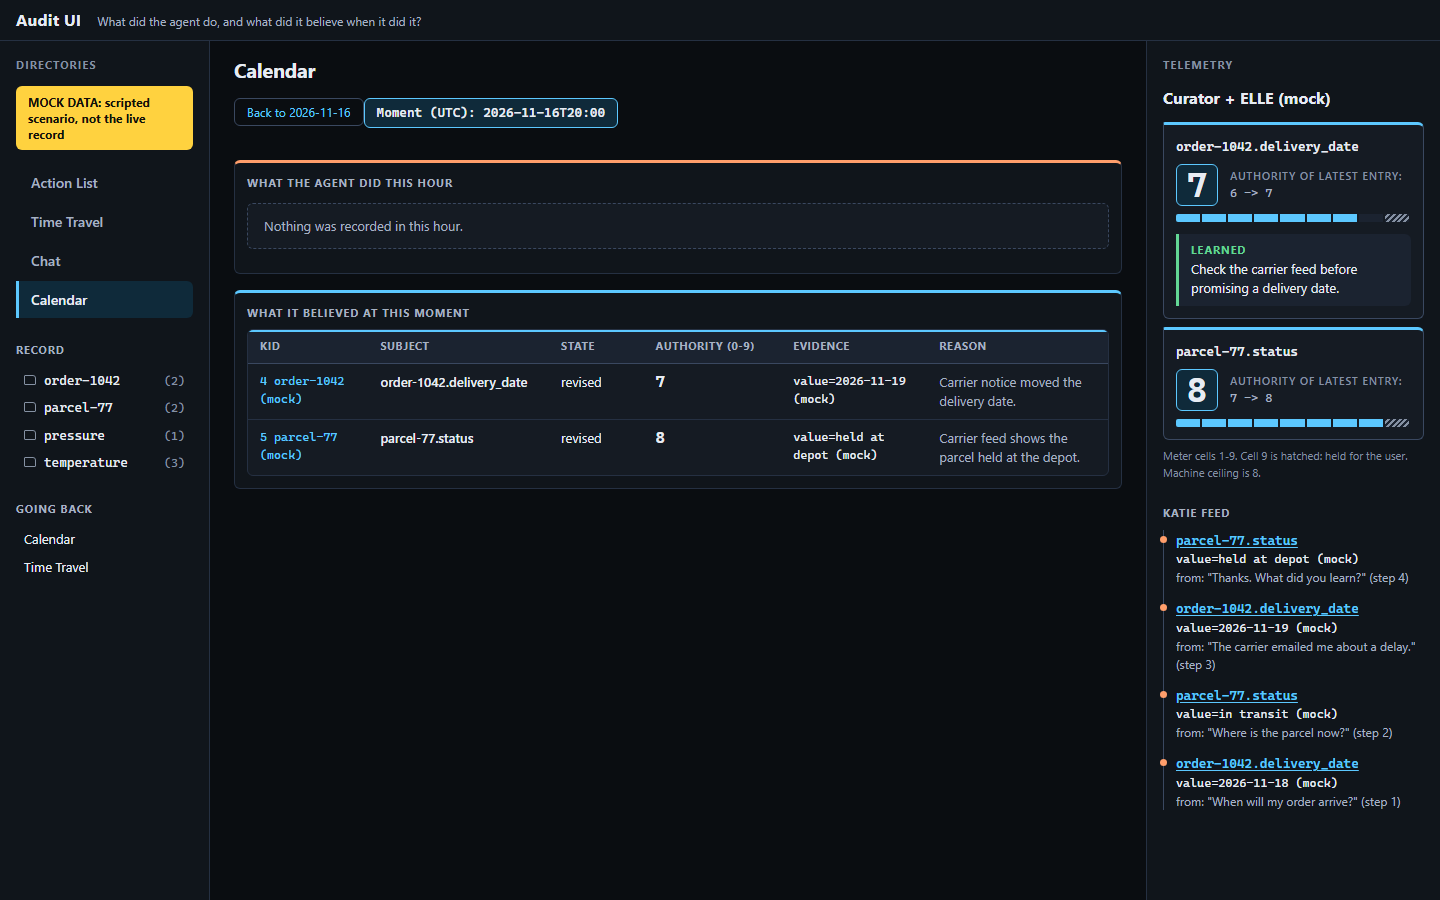 Audit UI What did the agent do, and what did it believe when it did it?
DIRECTORIES
MOCK DATA: scripted
scenario, not the live
record
Action List
Time Travel
Chat
Calendar
RECORD
order-1042 (2)
parcel-77 (2)
pressure (1)
temperature (3)
GOING BACK
Calendar
Time Travel
Calendar
Back to 2026-11-16 Moment (UTC): 2026-11-16T20:00
WHAT THE AGENT DID THIS HOUR
Nothing was recorded in this hour.
WHAT IT BELIEVED AT THIS MOMENT
KID SUBJECT STATE AUTHORITY (0-9) EVIDENCE REASON
4 order-1042 order-1042.delivery_date revised 7 value=2026-11-19 Carrier notice moved the
(mock) (mock) delivery date.
5 parcel-77 parcel-77.status revised 8 value=held at Carrier feed shows the
(mock) depot (mock) parcel held at the depot.
TELEMETRY
Curator + ELLE (mock)
order-1042.delivery_date
7 AUTHORITY OF LATEST ENTRY:
6 -> 7
LEARNED
Check the carrier feed before
promising a delivery date.
parcel-77.status
8 AUTHORITY OF LATEST ENTRY:
7 -> 8
Meter cells 1-9. Cell 9 is hatched: held for the user.
Machine ceiling is 8.
KATIE FEED
parcel-77.status
value=held at depot (mock)
from: "Thanks. What did you learn?" (step 4)
order-1042.delivery_date
value=2026-11-19 (mock)
from: "The carrier emailed me about a delay."
(step 3)
parcel-77.status
value=in transit (mock)
from: "Where is the parcel now?" (step 2)
order-1042.delivery_date
value=2026-11-18 (mock)
from: "When will my order arrive?" (step 1)